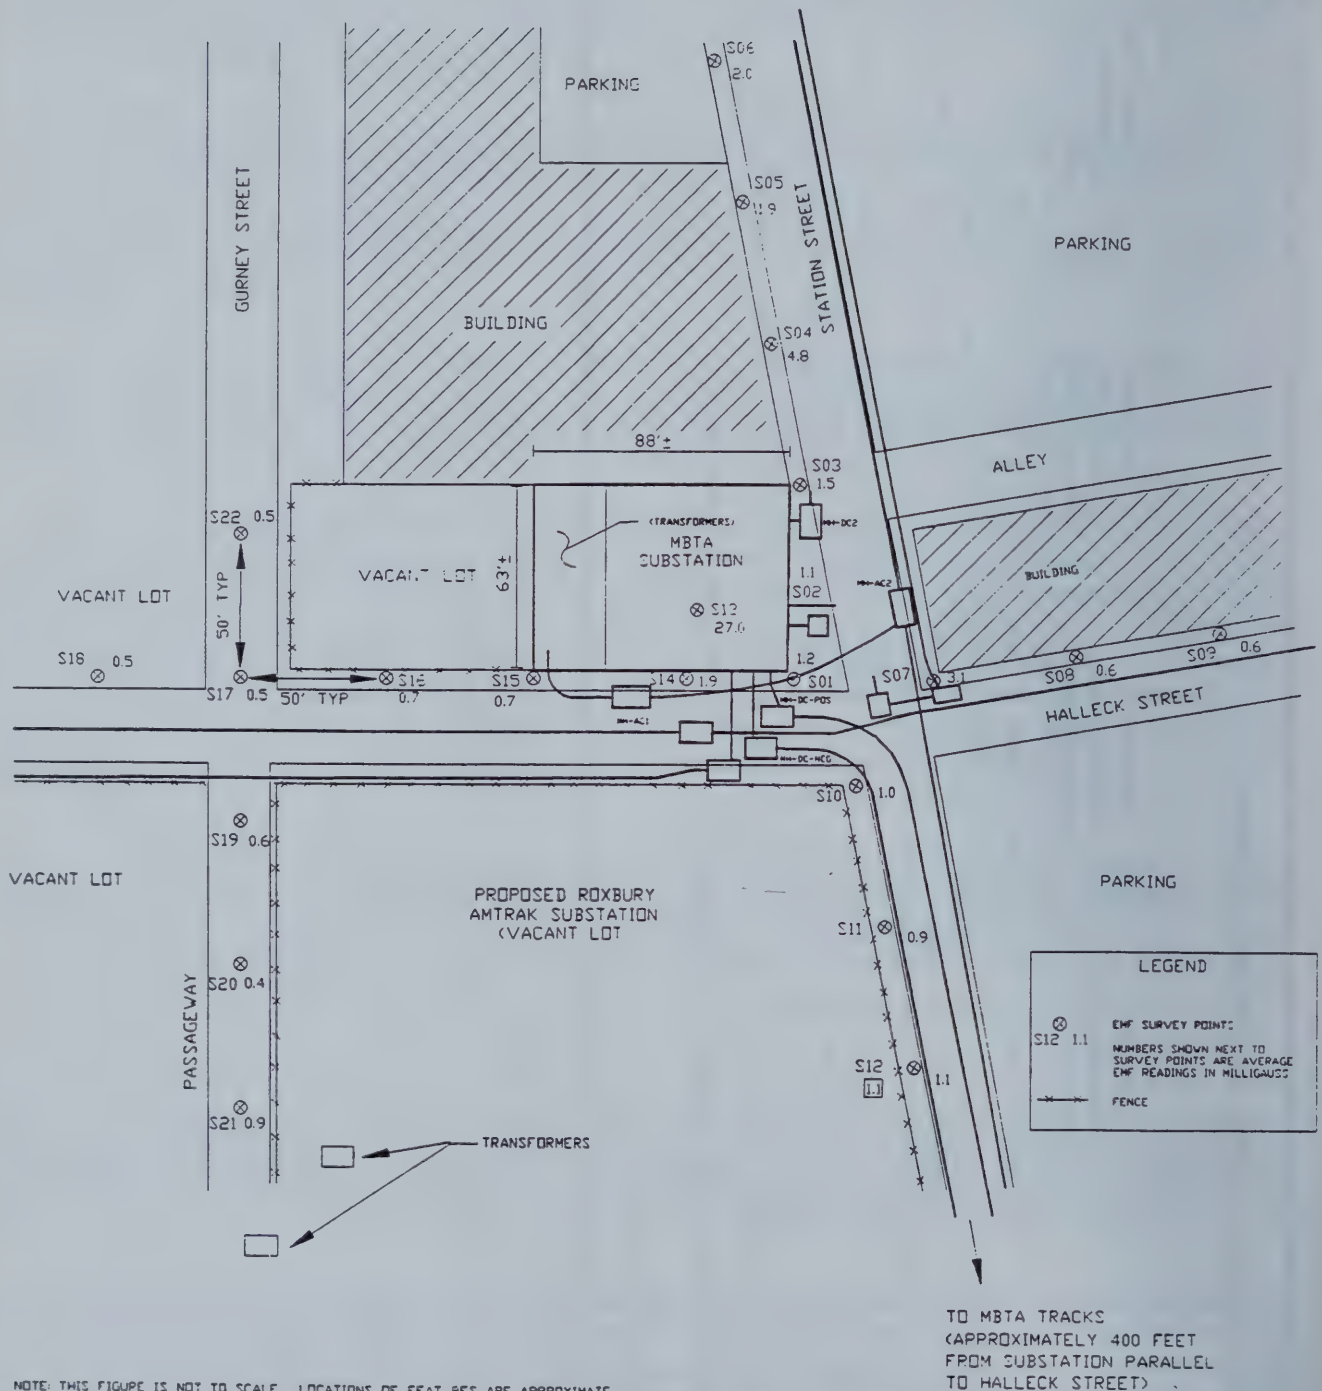 S06
2.0
PARKING
S05
GURNEY STREET
STATION STREET
PARKING
BUILDING
S04
4.8
88'±
S03
1.5
ALLEY
S22 0.5
(TRANSFORMERS)
MBTA
SUBSTATION
MH-DC2
63'±
VACANT LOT
1.1
S02
MH-AC2
BUILDING
VACANT LOT
50' TYP
S13
27.0
S18 0.5
1.2
S17 0.5
50' TYP
S16
0.7
S15
0.7
S14 1.9
S01
S07
3.1
S08 0.6
S09 0.6
MH-AC1
MH-DC-POS
HALLECK STREET
MH-DC-NEG
S10 1.0
S19 0.6
VACANT LOT
PROPOSED ROXBURY
AMTRAK SUBSTATION
(VACANT LOT
PARKING
S11 0.9
PASSAGEWAY
S20 0.4
S12
1.1
1.1
S21 0.9
TRANSFORMERS
LEGEND
S12 1.1
EMF SURVEY POINTS
NUMBERS SHOWN NEXT TO
SURVEY POINTS ARE AVERAGE
EMF READINGS IN MILLIGAUSS
FENCE
TO MBTA TRACKS
(APPROXIMATELY 400 FEET
FROM SUBSTATION PARALLEL
TO HALLECK STREET)
NOTE: THIS FIGURE IS NOT TO SCALE. LOCATIONS OF ARE APPROXIMATE